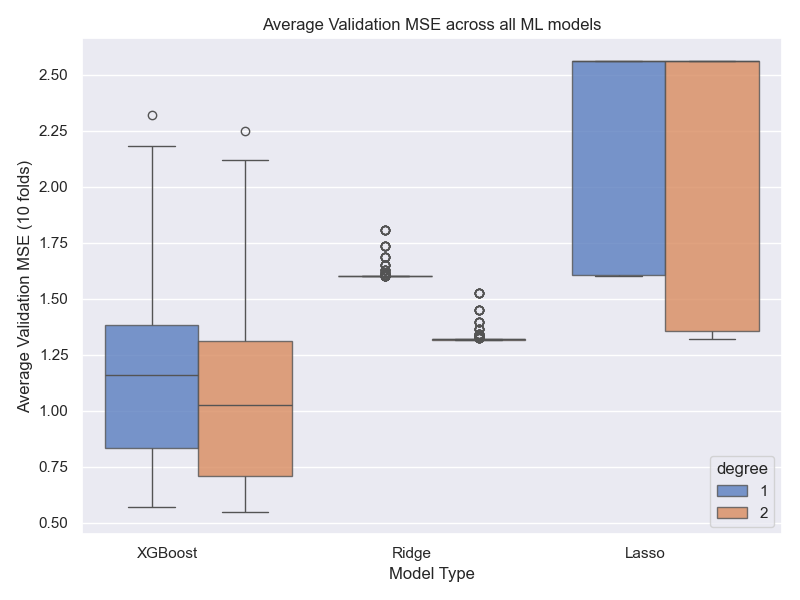 Average Validation MSE across all ML models
Average Validation MSE (10 folds)
2.50
2.25
2.00
1.75
1.50
1.25
1.00
0.75
0.50
degree
1
2
XGBoost
Ridge
Lasso
Model Type